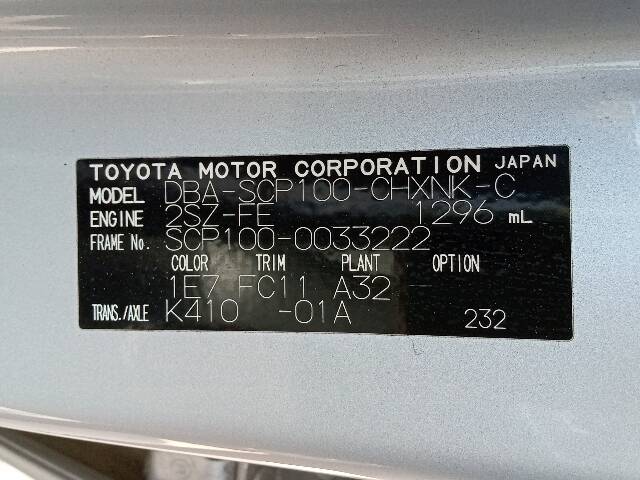 TOYOTA MOTOR CORPORATION JAPAN
MODEL DBA-SCP100-CHXNK-C
ENGINE 2SZ-FE 1296 mL
FRAME No. SCP100-0033222
COLOR TRIM PLANT OPTION
1E7 FC11 A32
TRANS./AXLE K410 -01A 232